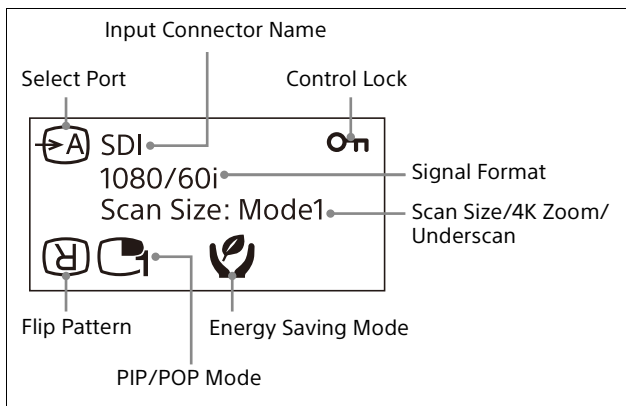 Input Connector Name
Select Port
Control Lock
A SDI
1080/60i
Signal Format
Scan Size: Mode1
Scan Size/4K Zoom/
Underscan
R 1
Flip Pattern
Energy Saving Mode
PIP/POP Mode